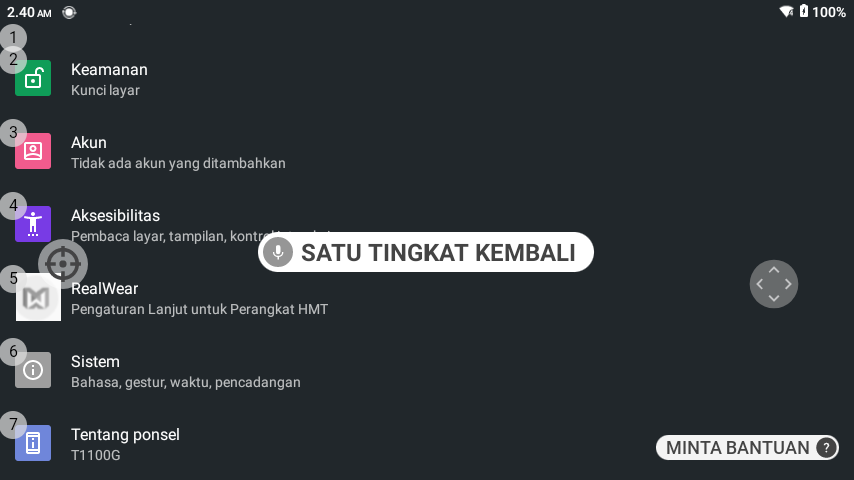 2.40 AM
100%
1
2
Keamanan
Kunci layar
3
Akun
Tidak ada akun yang ditambahkan
4
Aksesibilitas
Pembaca layar, tampilan,
SATU TINGKAT KEMBALI
5
RealWear
Pengaturan Lanjut untuk Perangkat HMT
6
Sistem
Bahasa, gestur, waktu, pencadangan
7
Tentang ponsel
T1100G
MINTA BANTUAN ?